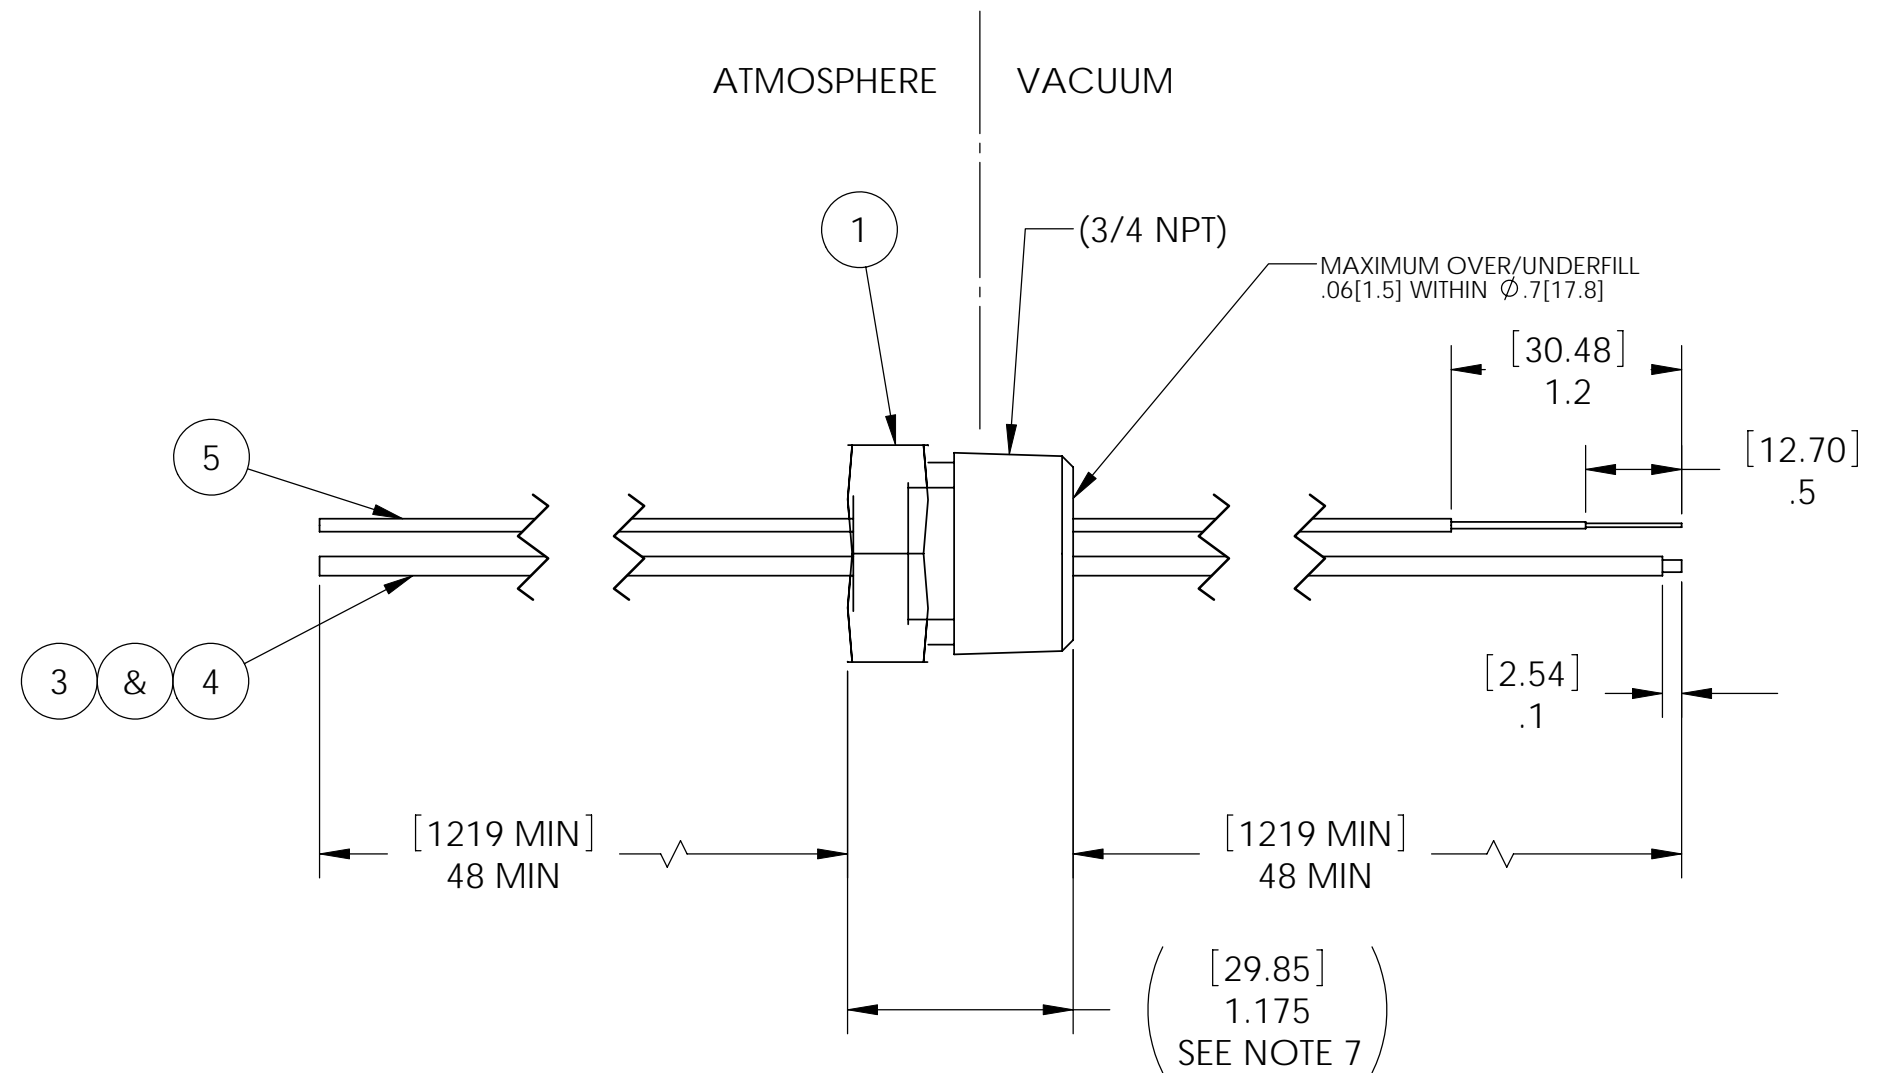 ATMOSPHERE
VACUUM
1
(3/4 NPT)
MAXIMUM OVER/UNDERFILL
.06[1.5] WITHIN ∅.7[17.8]
[30.48]
1.2
[12.70]
.5
5
3 & 4
[2.54]
.1
[1219 MIN]
48 MIN
[1219 MIN]
48 MIN
[29.85]
1.175
SEE NOTE 7